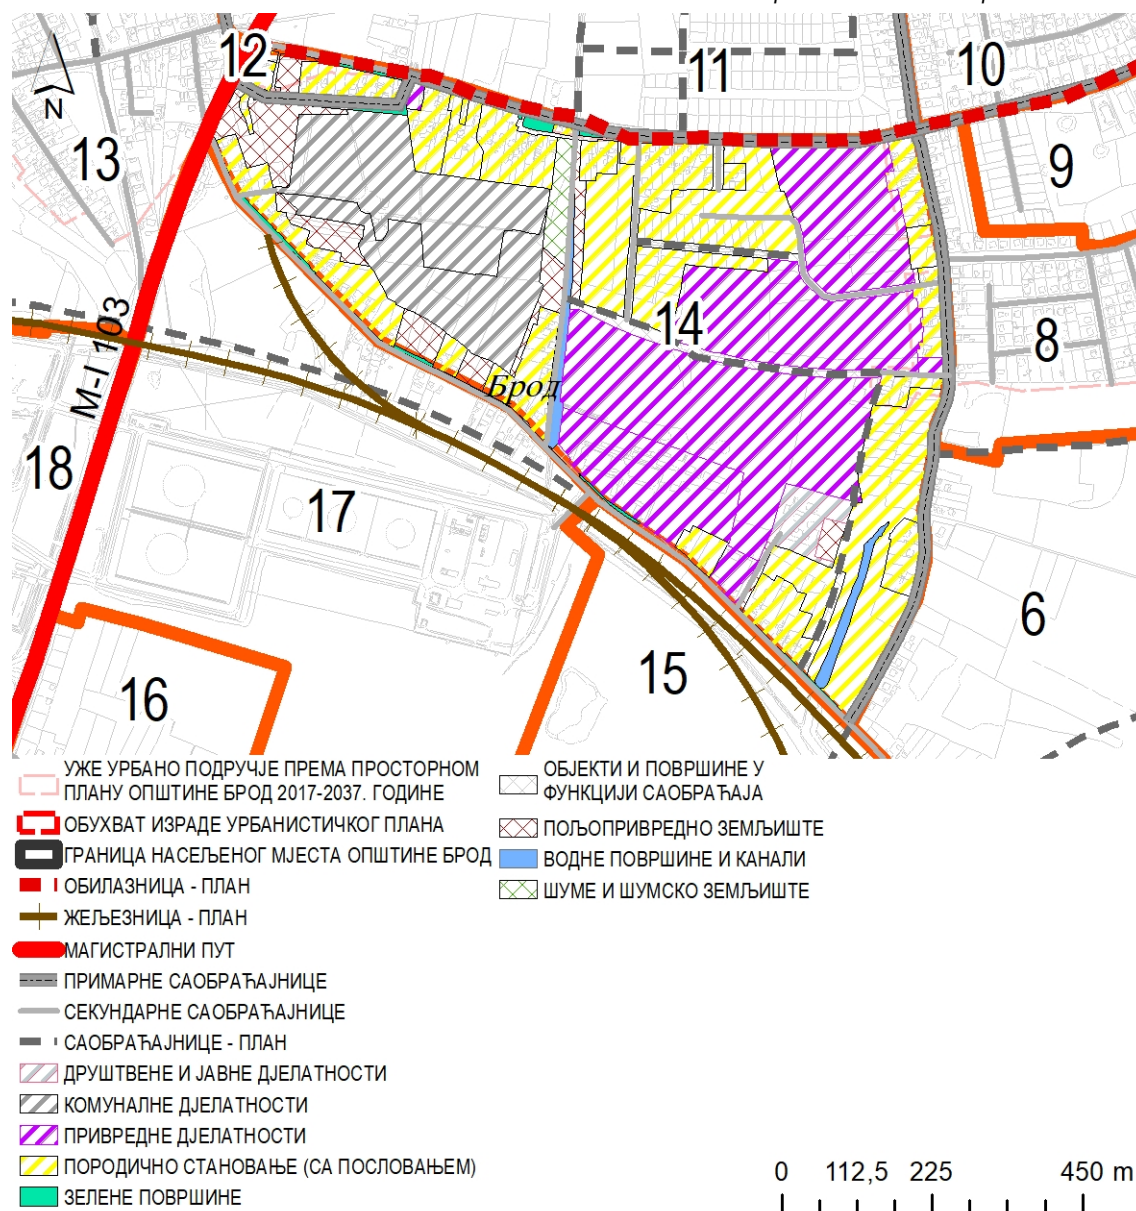 12
11
10
N
13
9
14
8
М-I 103
Брод
18
17
6
16
15
УЖЕ УРБАНО ПОДРУЧЈЕ ПРЕМА ПРОСТОРНОМ
ПЛАНУ ОПШТИНЕ БРОД 2017-2037. ГОДИНЕ
ОБУХВАТ ИЗРАДЕ УРБАНИСТИЧКОГ ПЛАНА
ГРАНИЦА НАСЕЉЕНОГ МЈЕСТА ОПШТИНЕ БРОД
ОБИЛАЗНИЦА - ПЛАН
ЖЕЉЕЗНИЦА - ПЛАН
МАГИСТРАЛНИ ПУТ
ПРИМАРНЕ САОБРАЋАЈНИЦЕ
СЕКУНДАРНЕ САОБРАЋАЈНИЦЕ
САОБРАЋАЈНИЦЕ - ПЛАН
ДРУШТВЕНЕ И ЈАВНЕ ДЈЕЛАТНОСТИ
КОМУНАЛНЕ ДЈЕЛАТНОСТИ
ПРИВРЕДНЕ ДЈЕЛАТНОСТИ
ПОРОДИЧНО СТАНОВАЊЕ (СА ПОСЛОВАЊЕМ)
ЗЕЛЕНЕ ПОВРШИНЕ
ОБЈЕКТИ И ПОВРШИНЕ У
ФУНКЦИЈИ САОБРАЋАЈА
ПОЉОПРИВРЕДНО ЗЕМЉИШТЕ
ВОДНЕ ПОВРШИНЕ И КАНАЛИ
ШУМЕ И ШУМСКО ЗЕМЉИШТЕ
0 112,5 225 450 m